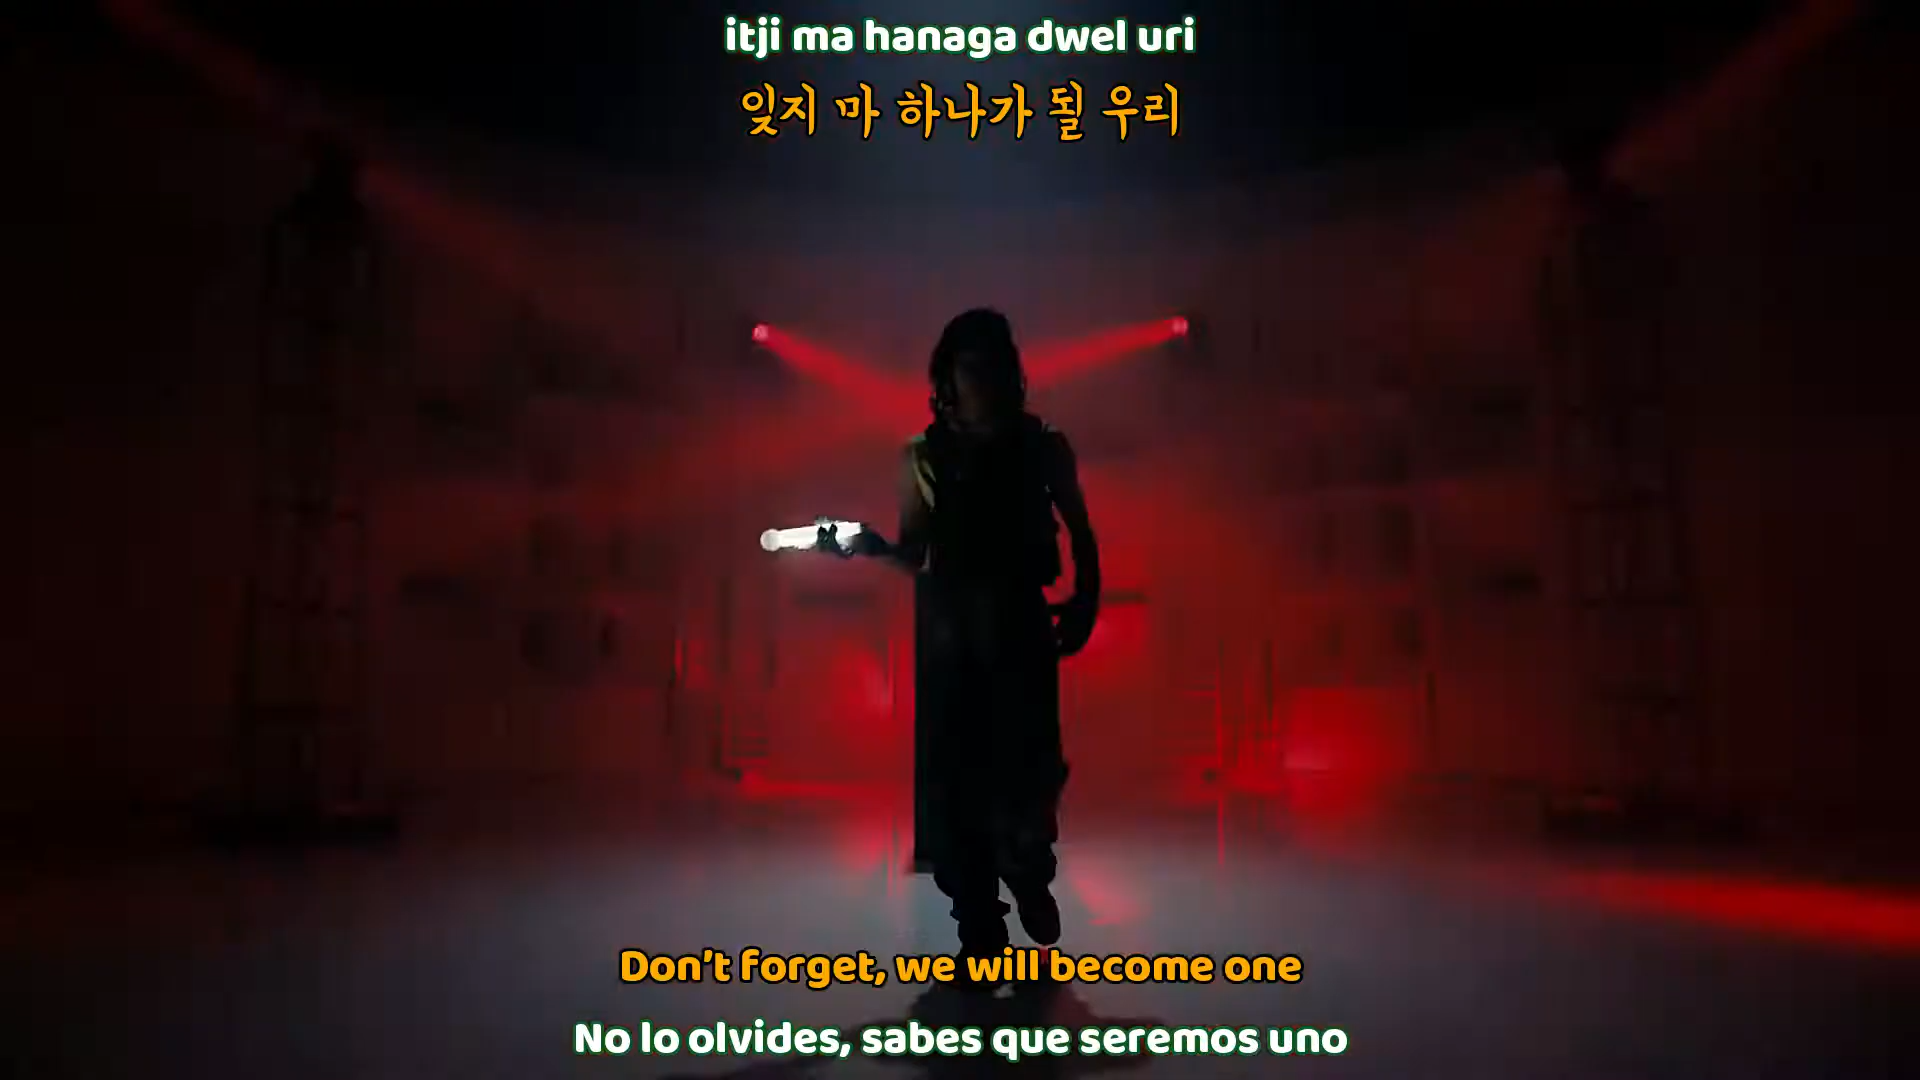 itji ma hanaga dwel uri
잊지 마 하나가 될 우리
Don't forget, we will become one
No lo olvides, sabes que seremos uno